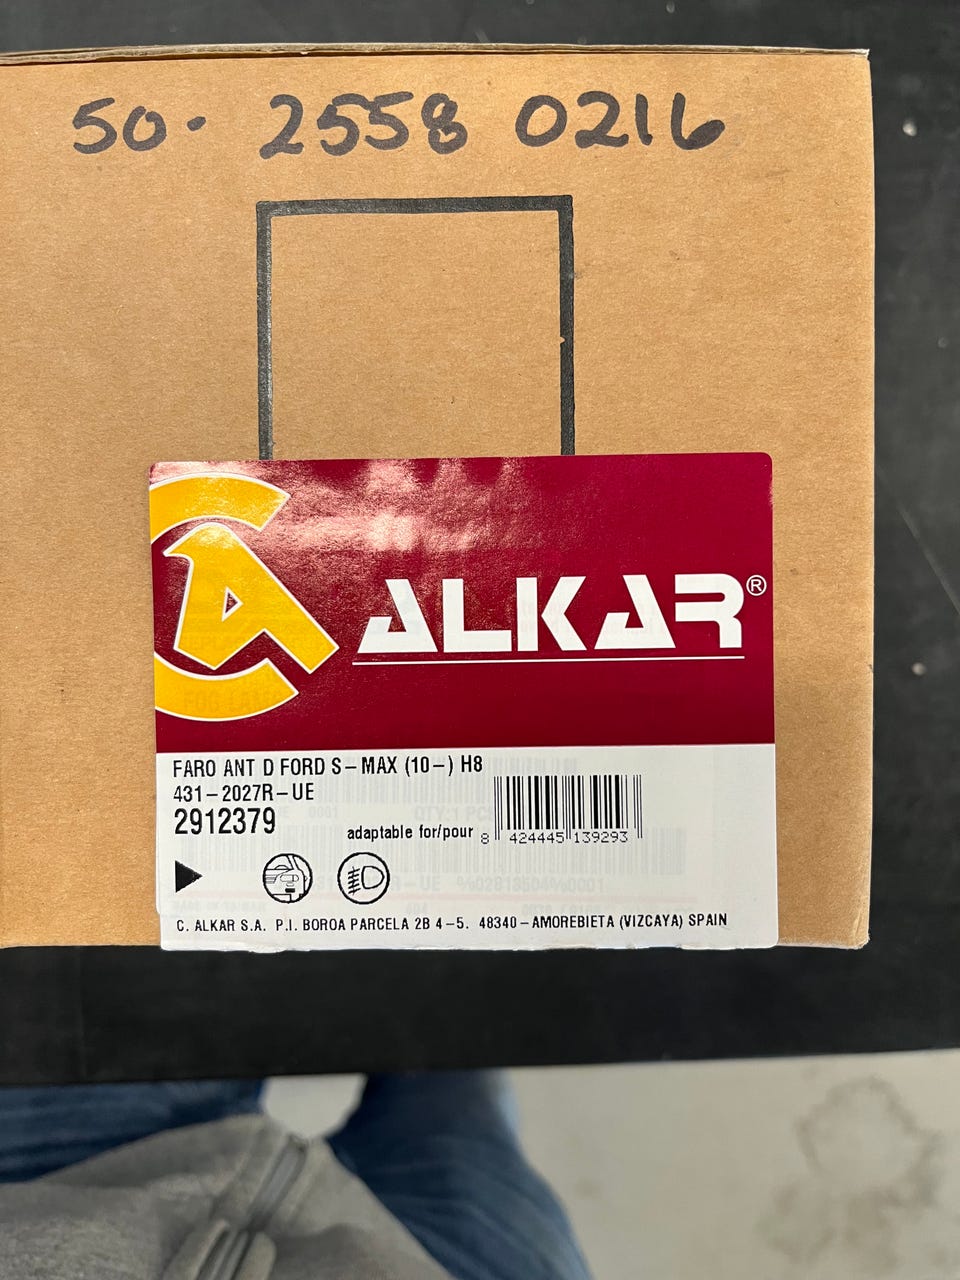 50. 2558 0216
ALKAR®
FARO ANT D FORD S-MAX (10-) H8
431-2027R-UE
2912379
adaptable for/pour
8 424445 139293
C. ALKAR S.A. P.I. BOROA PARCELA 2B 4-5. 48340-AMOREBIETA (VIZCAYA) SPAIN